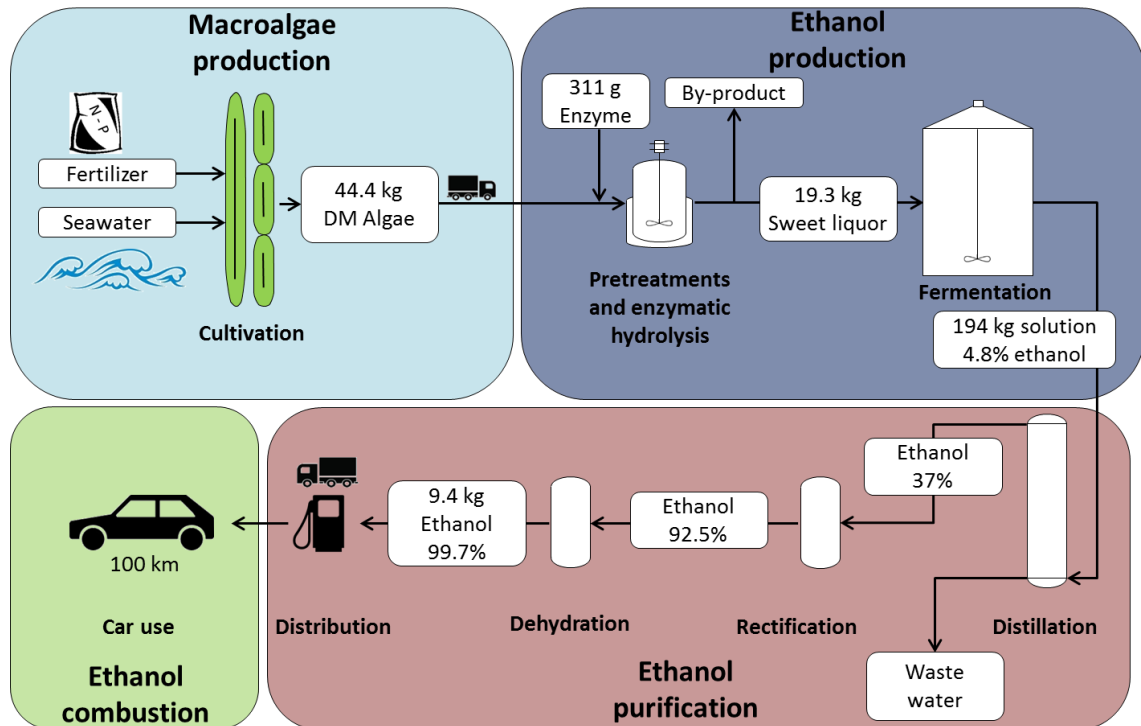 Macroalgae
production
N-P
Fertilizer
Seawater
Cultivation
44.4 kg
DM Algae
Ethanol
production
311 g
Enzyme
By-product
Pretreatments
and enzymatic
hydrolysis
19.3 kg
Sweet liquor
Fermentation
194 kg solution
4.8% ethanol
Ethanol
37%
Ethanol
92.5%
9.4 kg
Ethanol
99.7%
100 km
Car use
Distribution
Dehydration
Rectification
Distillation
Waste
water
Ethanol
combustion
Ethanol
purification